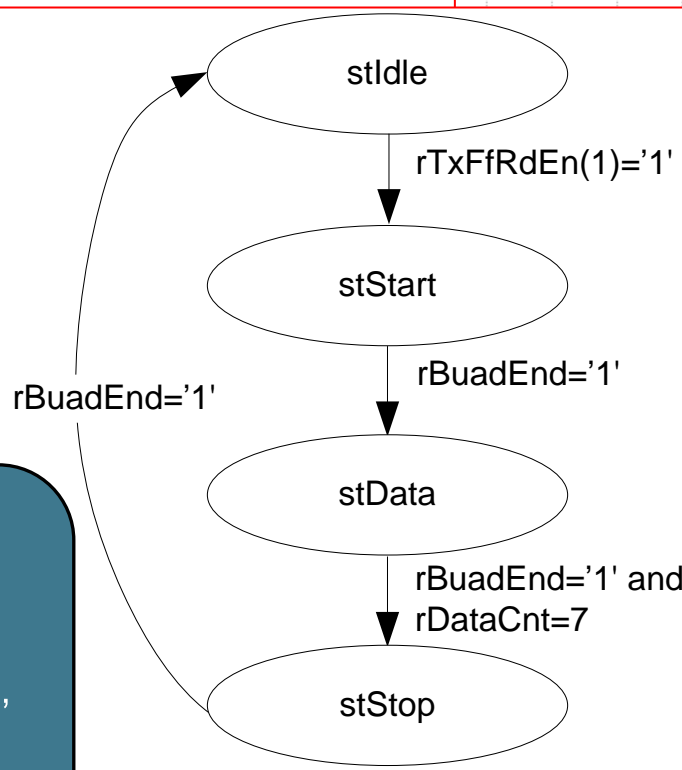 stIdle
rTxFfRdEn(1)='1'
stStart
rBuadEnd='1'
rBuadEnd='1'
stData
rBuadEnd='1' and
rDataCnt=7
stStop
,